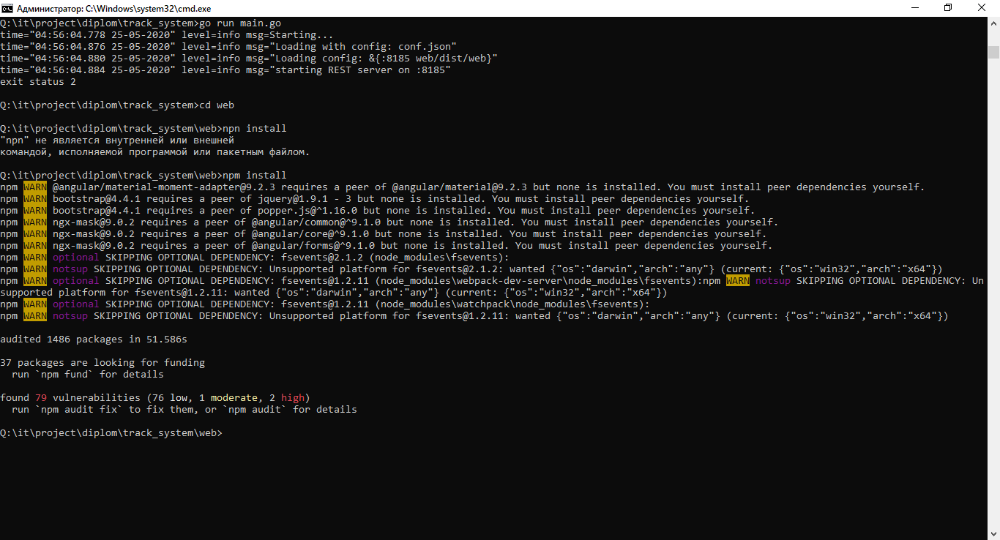 Администратор: C:\Windows\system32\cmd.exe
Q:\it\project\diplom\track_system>go run main.go
time="04:56:04.778 25-05-2020" level=info msg=Starting...
time="04:56:04.876 25-05-2020" level=info msg="Loading with config: conf.json"
time="04:56:04.880 25-05-2020" level=info msg="Loading config: &{:8185 web/dist/web}"
time="04:56:04.884 25-05-2020" level=info msg="starting REST server on :8185"
exit status 2
Q:\it\project\diplom\track_system>cd web
Q:\it\project\diplom\track_system\web>npn install
"npn" не является внутренней или внешней
командой, исполняемой программой или пакетным файлом.
Q:\it\project\diplom\track_system\web>npm install
npm WARN @angular/material-moment-adapter@9.2.3 requires a peer of @angular/material@9.2.3 but none is installed. You must install peer dependencies yourself.
npm WARN bootstrap@4.4.1 requires a peer of jquery@1.9.1 - 3 but none is installed. You must install peer dependencies yourself.
npm WARN bootstrap@4.4.1 requires a peer of popper.js@^1.16.0 but none is installed. You must install peer dependencies yourself.
npm WARN ngx-mask@9.0.2 requires a peer of @angular/common@^9.1.0 but none is installed. You must install peer dependencies yourself.
npm WARN ngx-mask@9.0.2 requires a peer of @angular/core@^9.1.0 but none is installed. You must install peer dependencies yourself.
npm WARN ngx-mask@9.0.2 requires a peer of @angular/forms@^9.1.0 but none is installed. You must install peer dependencies yourself.
npm WARN optional SKIPPING OPTIONAL DEPENDENCY: fsevents@2.1.2 (node_modules\fsevents):
npm WARN notsup SKIPPING OPTIONAL DEPENDENCY: Unsupported platform for fsevents@2.1.2: wanted {"os":"darwin","arch":"any"} (current: {"os":"win32","arch":"x64"})
npm WARN optional SKIPPING OPTIONAL DEPENDENCY: fsevents@1.2.11 (node_modules\webpack-dev-server\node_modules\fsevents):npm WARN notsup SKIPPING OPTIONAL DEPENDENCY: Un
supported platform for fsevents@1.2.11: wanted {"os":"darwin","arch":"any"} (current: {"os":"win32","arch":"x64"})
npm WARN optional SKIPPING OPTIONAL DEPENDENCY: fsevents@1.2.11 (node_modules\watchpack\node_modules\fsevents):
npm WARN notsup SKIPPING OPTIONAL DEPENDENCY: Unsupported platform for fsevents@1.2.11: wanted {"os":"darwin","arch":"any"} (current: {"os":"win32","arch":"x64"})
audited 1486 packages in 51.586s
37 packages are looking for funding
run `npm fund` for details
found 79 vulnerabilities (76 low, 1 moderate, 2 high)
run `npm audit fix` to fix them, or `npm audit` for details
Q:\it\project\diplom\track_system\web>